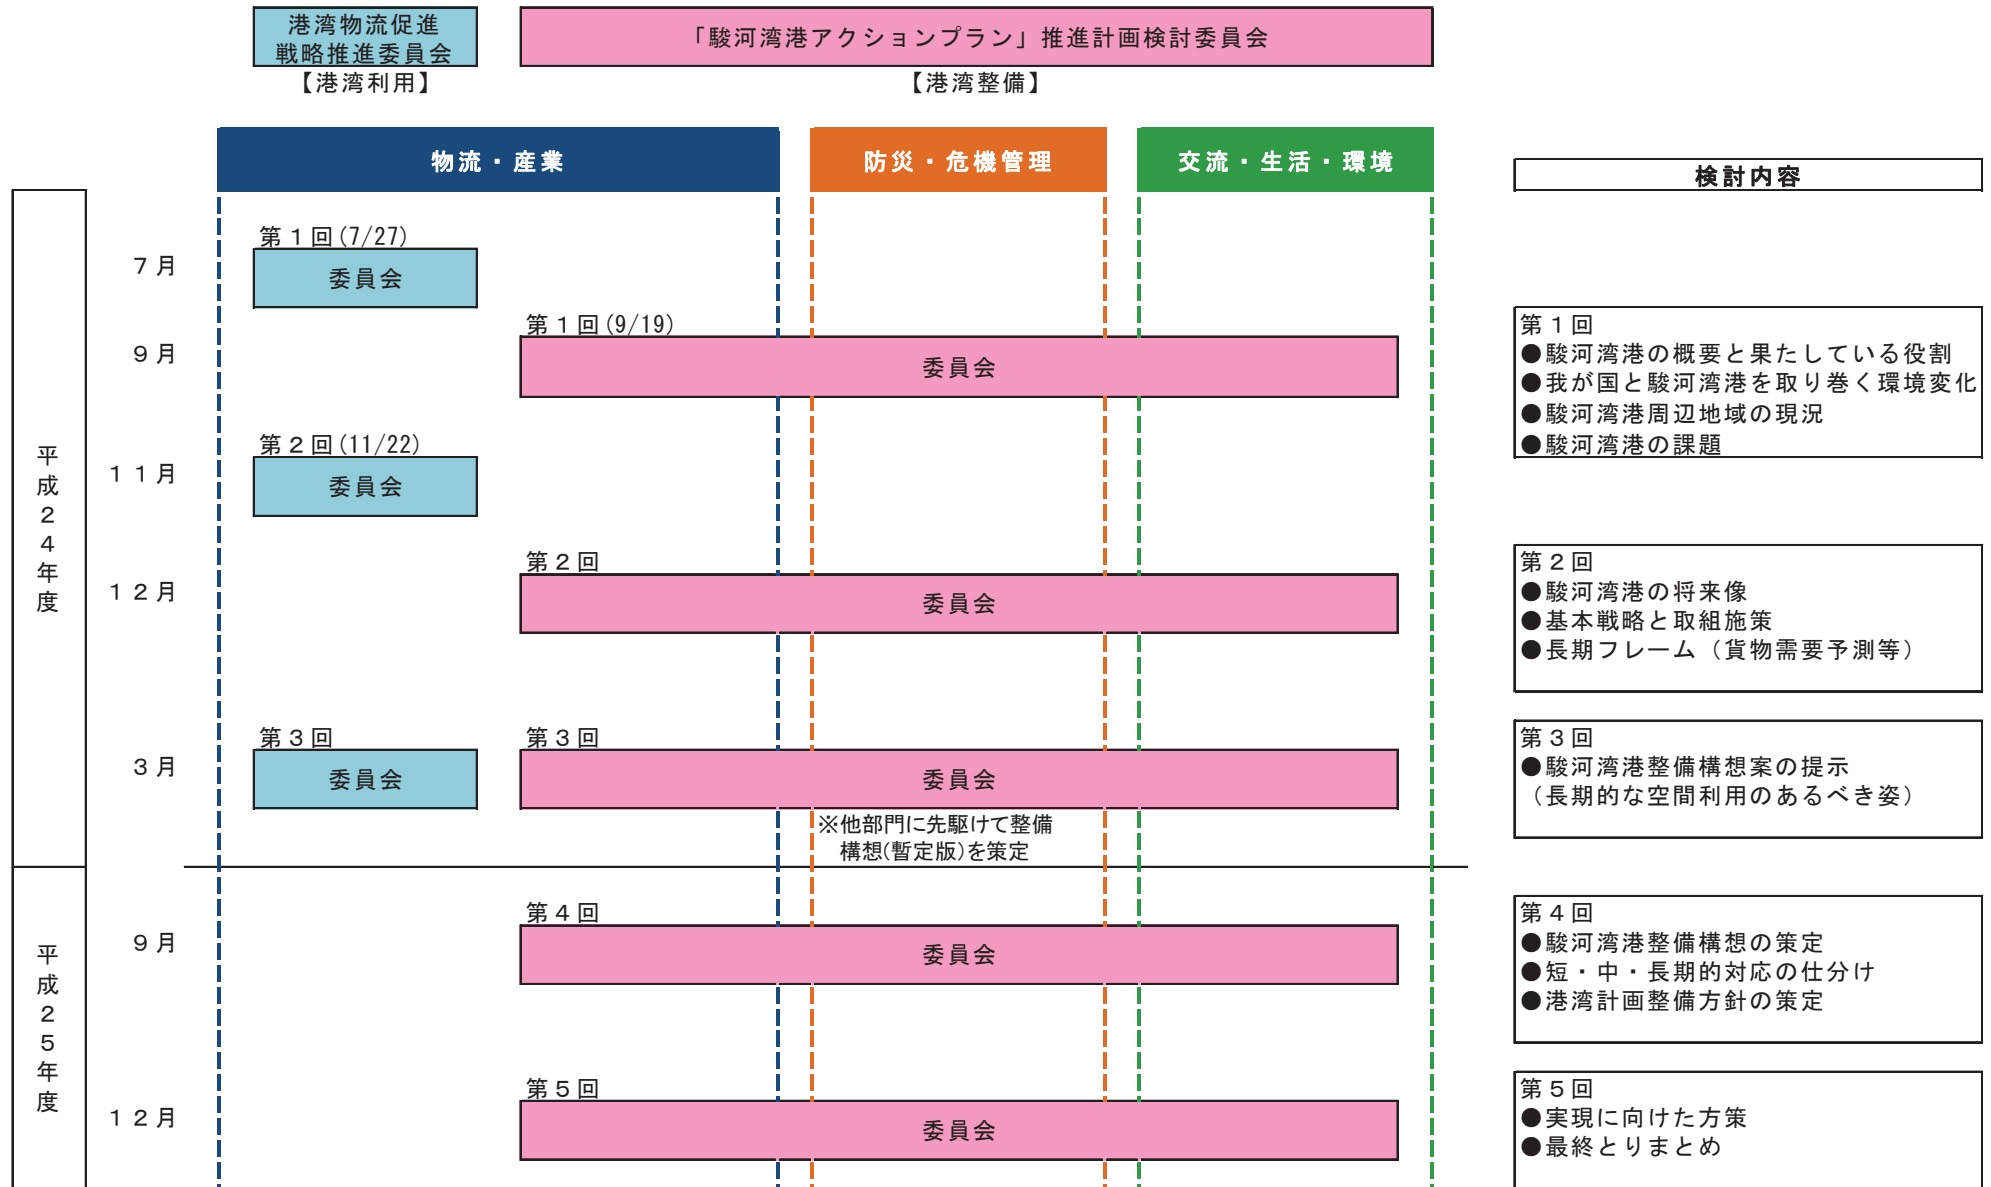 港湾物流促進
戦略推進委員会
【港湾利用】
「駿河湾港アクションプラン」推進計画検討委員会
【港湾整備】
物流・産業
防災・危機管理
交流・生活・環境
検討内容
平成24年度
7月
第1回(7/27)
委員会
9月
第1回(9/19)
委員会
第1回
●駿河湾港の概要と果たしている役割
●我が国と駿河湾港を取り巻く環境変化
●駿河湾港周辺地域の現況
●駿河湾港の課題
11月
第2回(11/22)
委員会
12月
第2回
委員会
第2回
●駿河湾港の将来像
●基本戦略と取組施策
●長期フレーム（貨物需要予測等）
3月
第3回
委員会
第3回
委員会
※他部門に先駆けて整備
構想(暫定版)を策定
第3回
●駿河湾港整備構想案の提示
（長期的な空間利用のあるべき姿）
平成25年度
9月
第4回
委員会
第4回
●駿河湾港整備構想の策定
●短・中・長期的対応の仕分け
●港湾計画整備方針の策定
12月
第5回
委員会
第5回
●実現に向けた方策
●最終とりまとめ